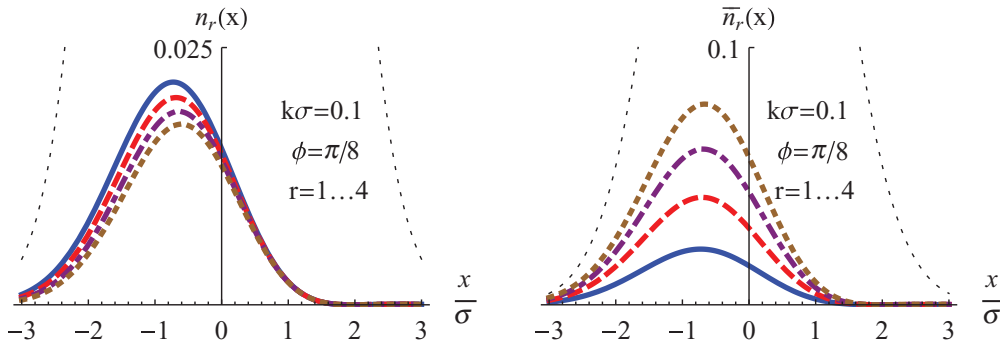 n_r(x)
0.025
kσ=0.1
ϕ=π/8
r=1…4
−3 −2 −1 0 1 2 3
x/σ
n̅_r(x)
0.1
kσ=0.1
ϕ=π/8
r=1…4
−3 −2 −1 0 1 2 3
x/σ